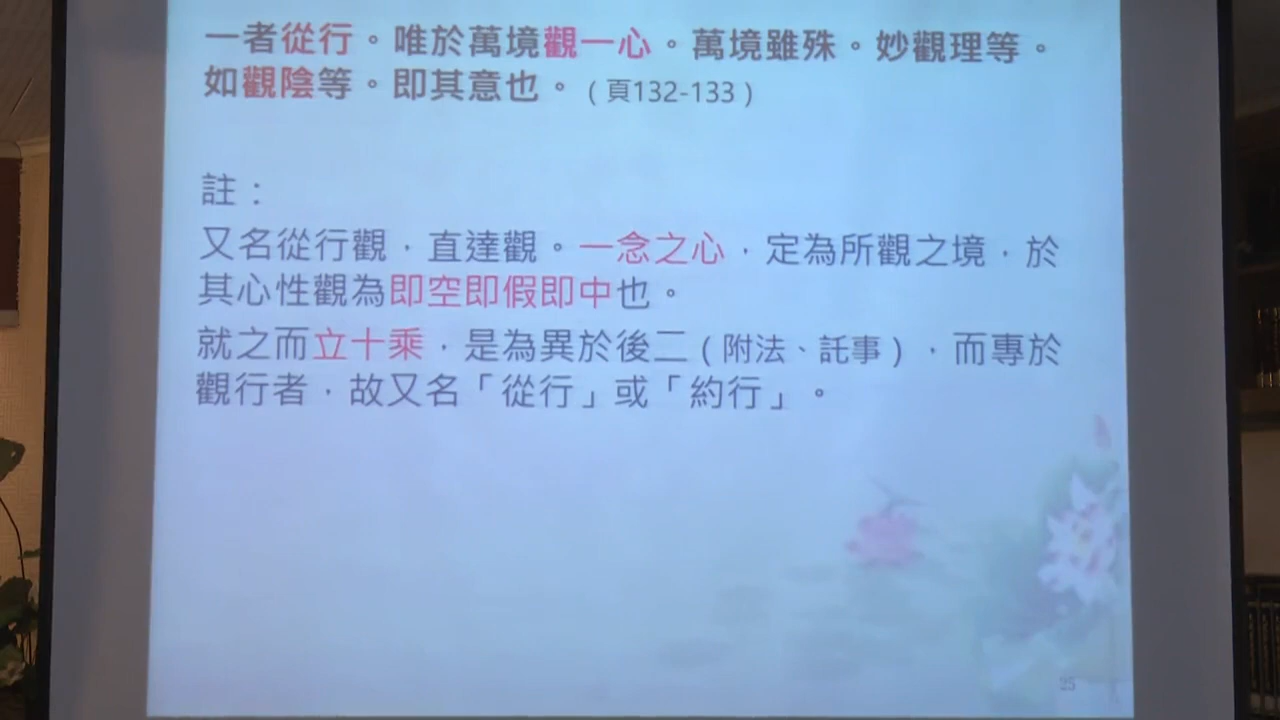 一者從行。唯於萬境觀一心。萬境雖殊。妙觀理等。
如觀陰等。即其意也。(頁132-133)
註：
又名從行觀，直達觀。一念之心，定為所觀之境，於
其心性觀為即空即假即中也。
就之而立十乘，是為異於後二(附法、託事)，而專於
觀行者，故又名「從行」或「約行」。